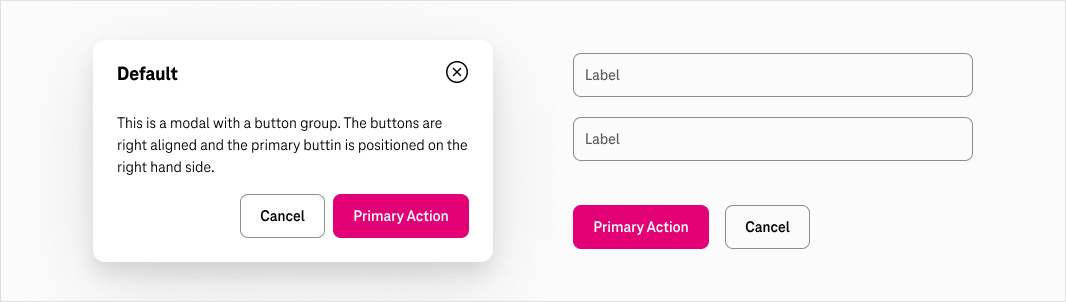 Default
This is a modal with a button group. The buttons are
right aligned and the primary buttin is positioned on the
right hand side.
Cancel
Primary Action
Label
Label
Primary Action
Cancel